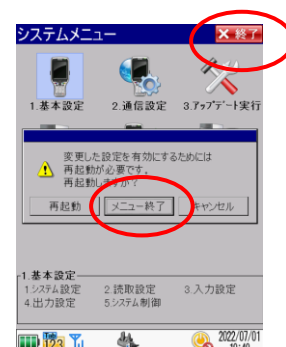 システムメニュー
✕終了
1.基本設定
2.通信設定
3.アップデート実行
変更した設定を有効にするためには
再起動が必要です。
再起動しますか?
再起動
メニュー終了
キャンセル
1.基本設定
1.システム設定
2.読取設定
3.入力設定
4.出力設定
5.システム制御
123
2022/07/01
10:40